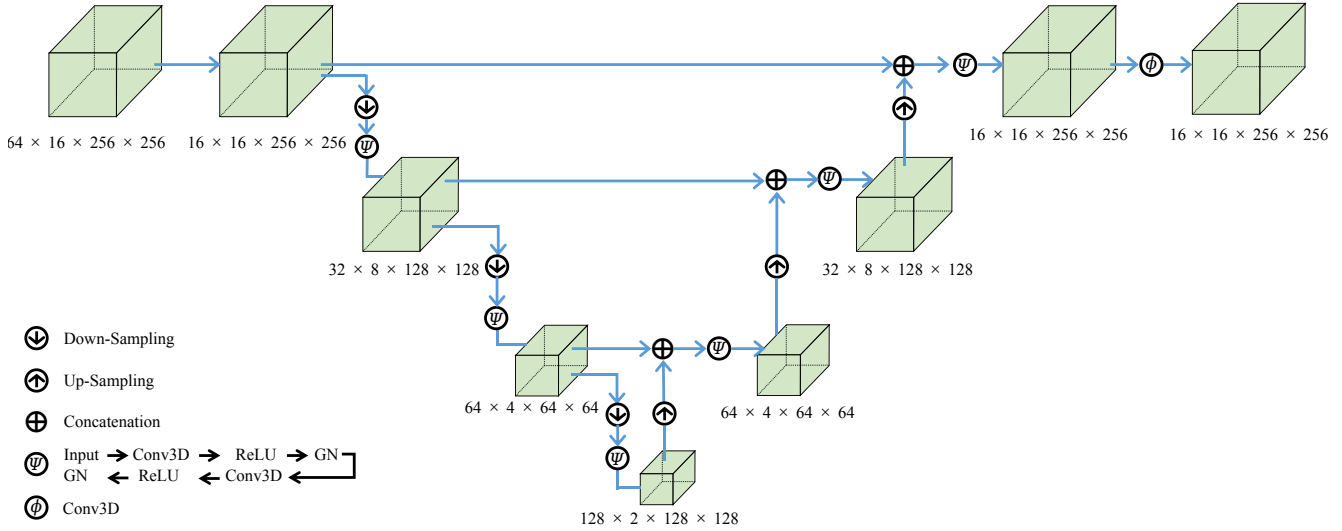 64 × 16 × 256 × 256
16 × 16 × 256 × 256
16 × 16 × 256 × 256
16 × 16 × 256 × 256
Ψ
Ψ
ϕ
32 × 8 × 128 × 128
Ψ
32 × 8 × 128 × 128
Ψ
64 × 4 × 64 × 64
Ψ
64 × 4 × 64 × 64
Ψ
128 × 2 × 128 × 128
Down-Sampling
Up-Sampling
Concatenation
Ψ Input Conv3D ReLU GN
GN ReLU Conv3D
ϕ Conv3D